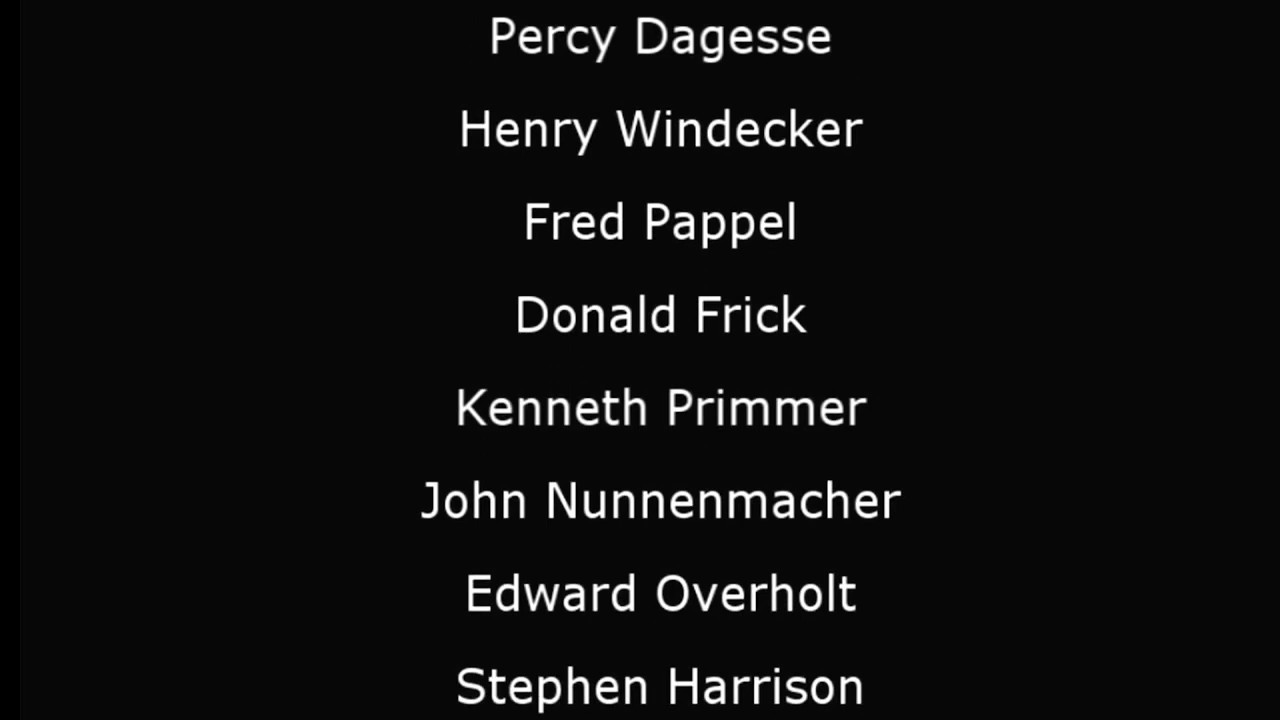 Percy Dagesse
Henry Windecker
Fred Pappel
Donald Frick
Kenneth Primmer
John Nunnenmacher
Edward Overholt
Stephen Harrison